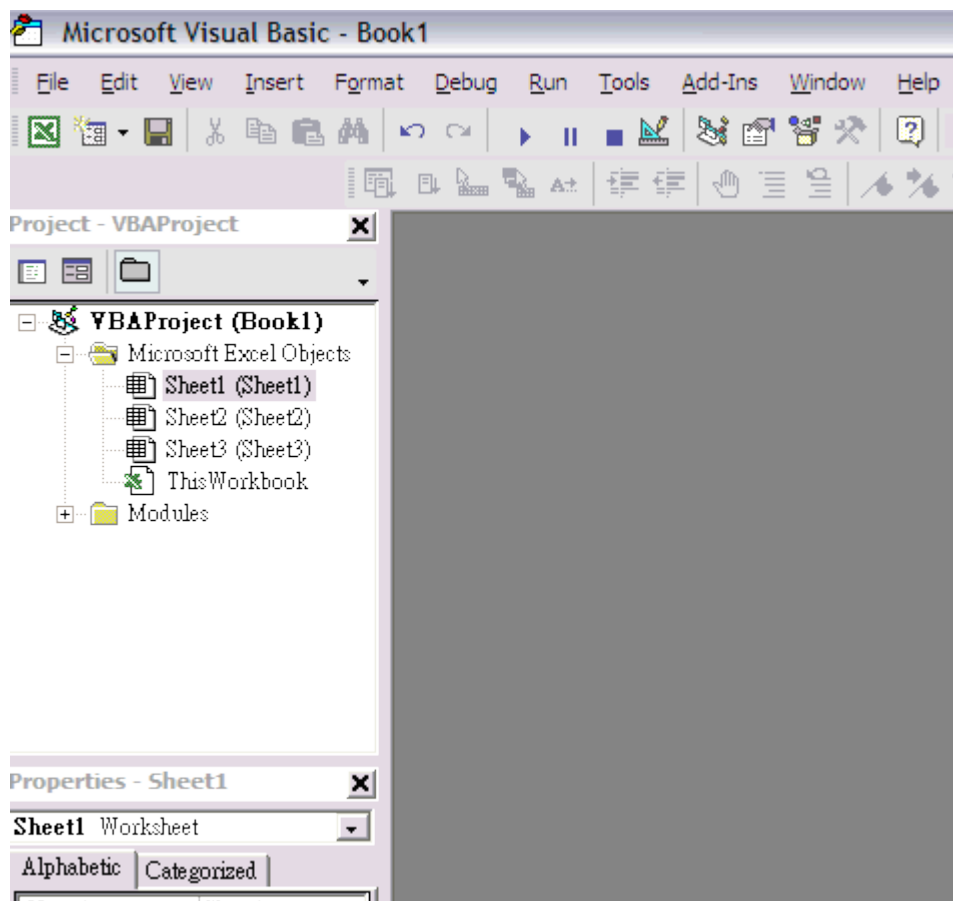 Microsoft Visual Basic - Book1
File Edit View Insert Format Debug Run Tools Add-Ins Window Help
Project - VBAProject
VBAProject (Book1)
Microsoft Excel Objects
Sheet1 (Sheet1)
Sheet2 (Sheet2)
Sheet3 (Sheet3)
ThisWorkbook
Modules
Properties - Sheet1
Sheet1 Worksheet
Alphabetic Categorized